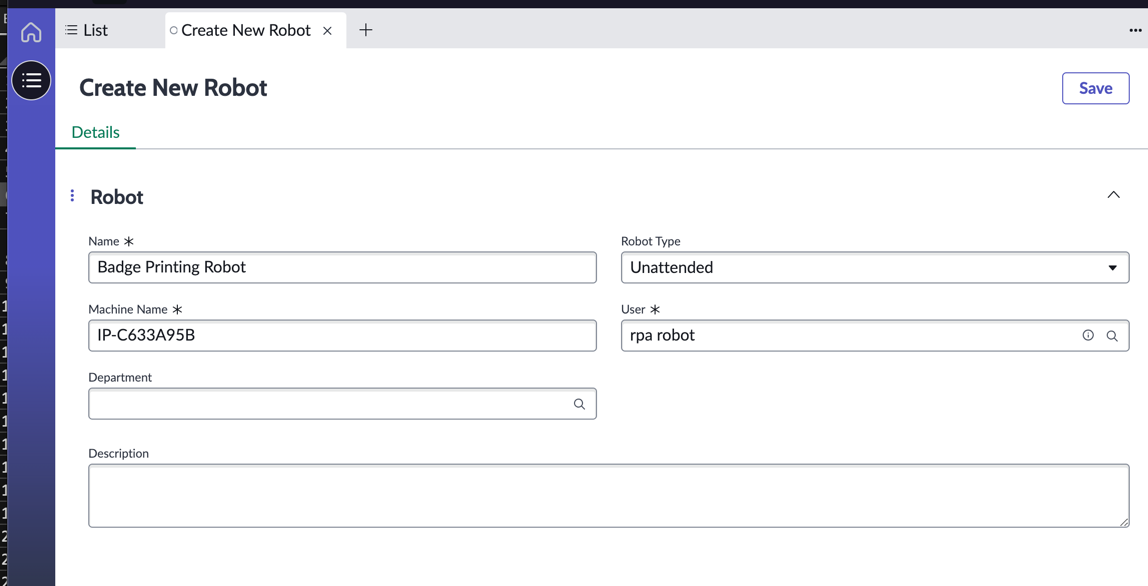 List
Create New Robot
Create New Robot
Save
Details
Robot
Name *
Robot Type
Badge Printing Robot
Unattended
Machine Name *
User *
IP-C633A95B
rpa robot
Department
Description